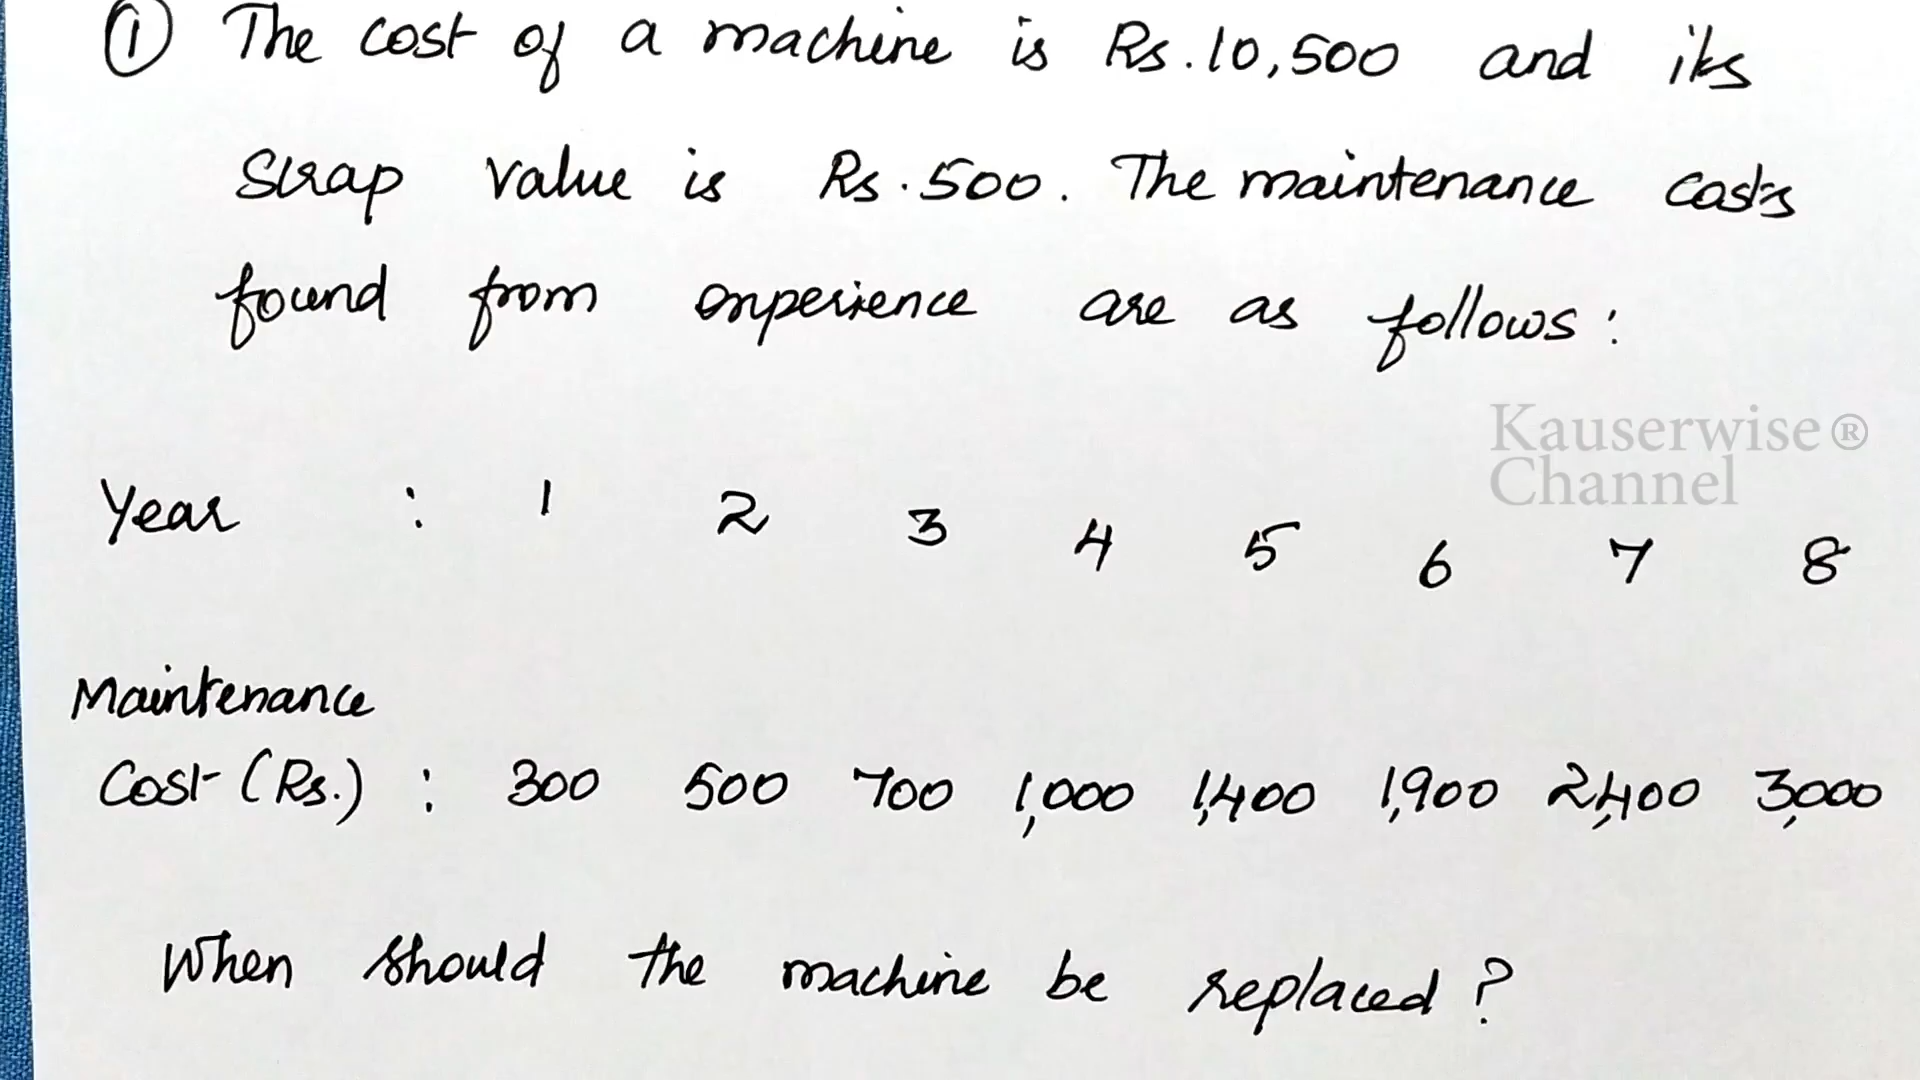 ① The cost of a machine is Rs.10,500 and its
Scrap value is Rs.500. The maintenance costs
found from experience are as follows:
Kauserwise®
Channel
Year : 1 2 3 4 5 6 7 8
Maintenance
Cost (Rs.) : 300 500 700 1,000 1,400 1,900 2,400 3,000
When should the machine be replaced?